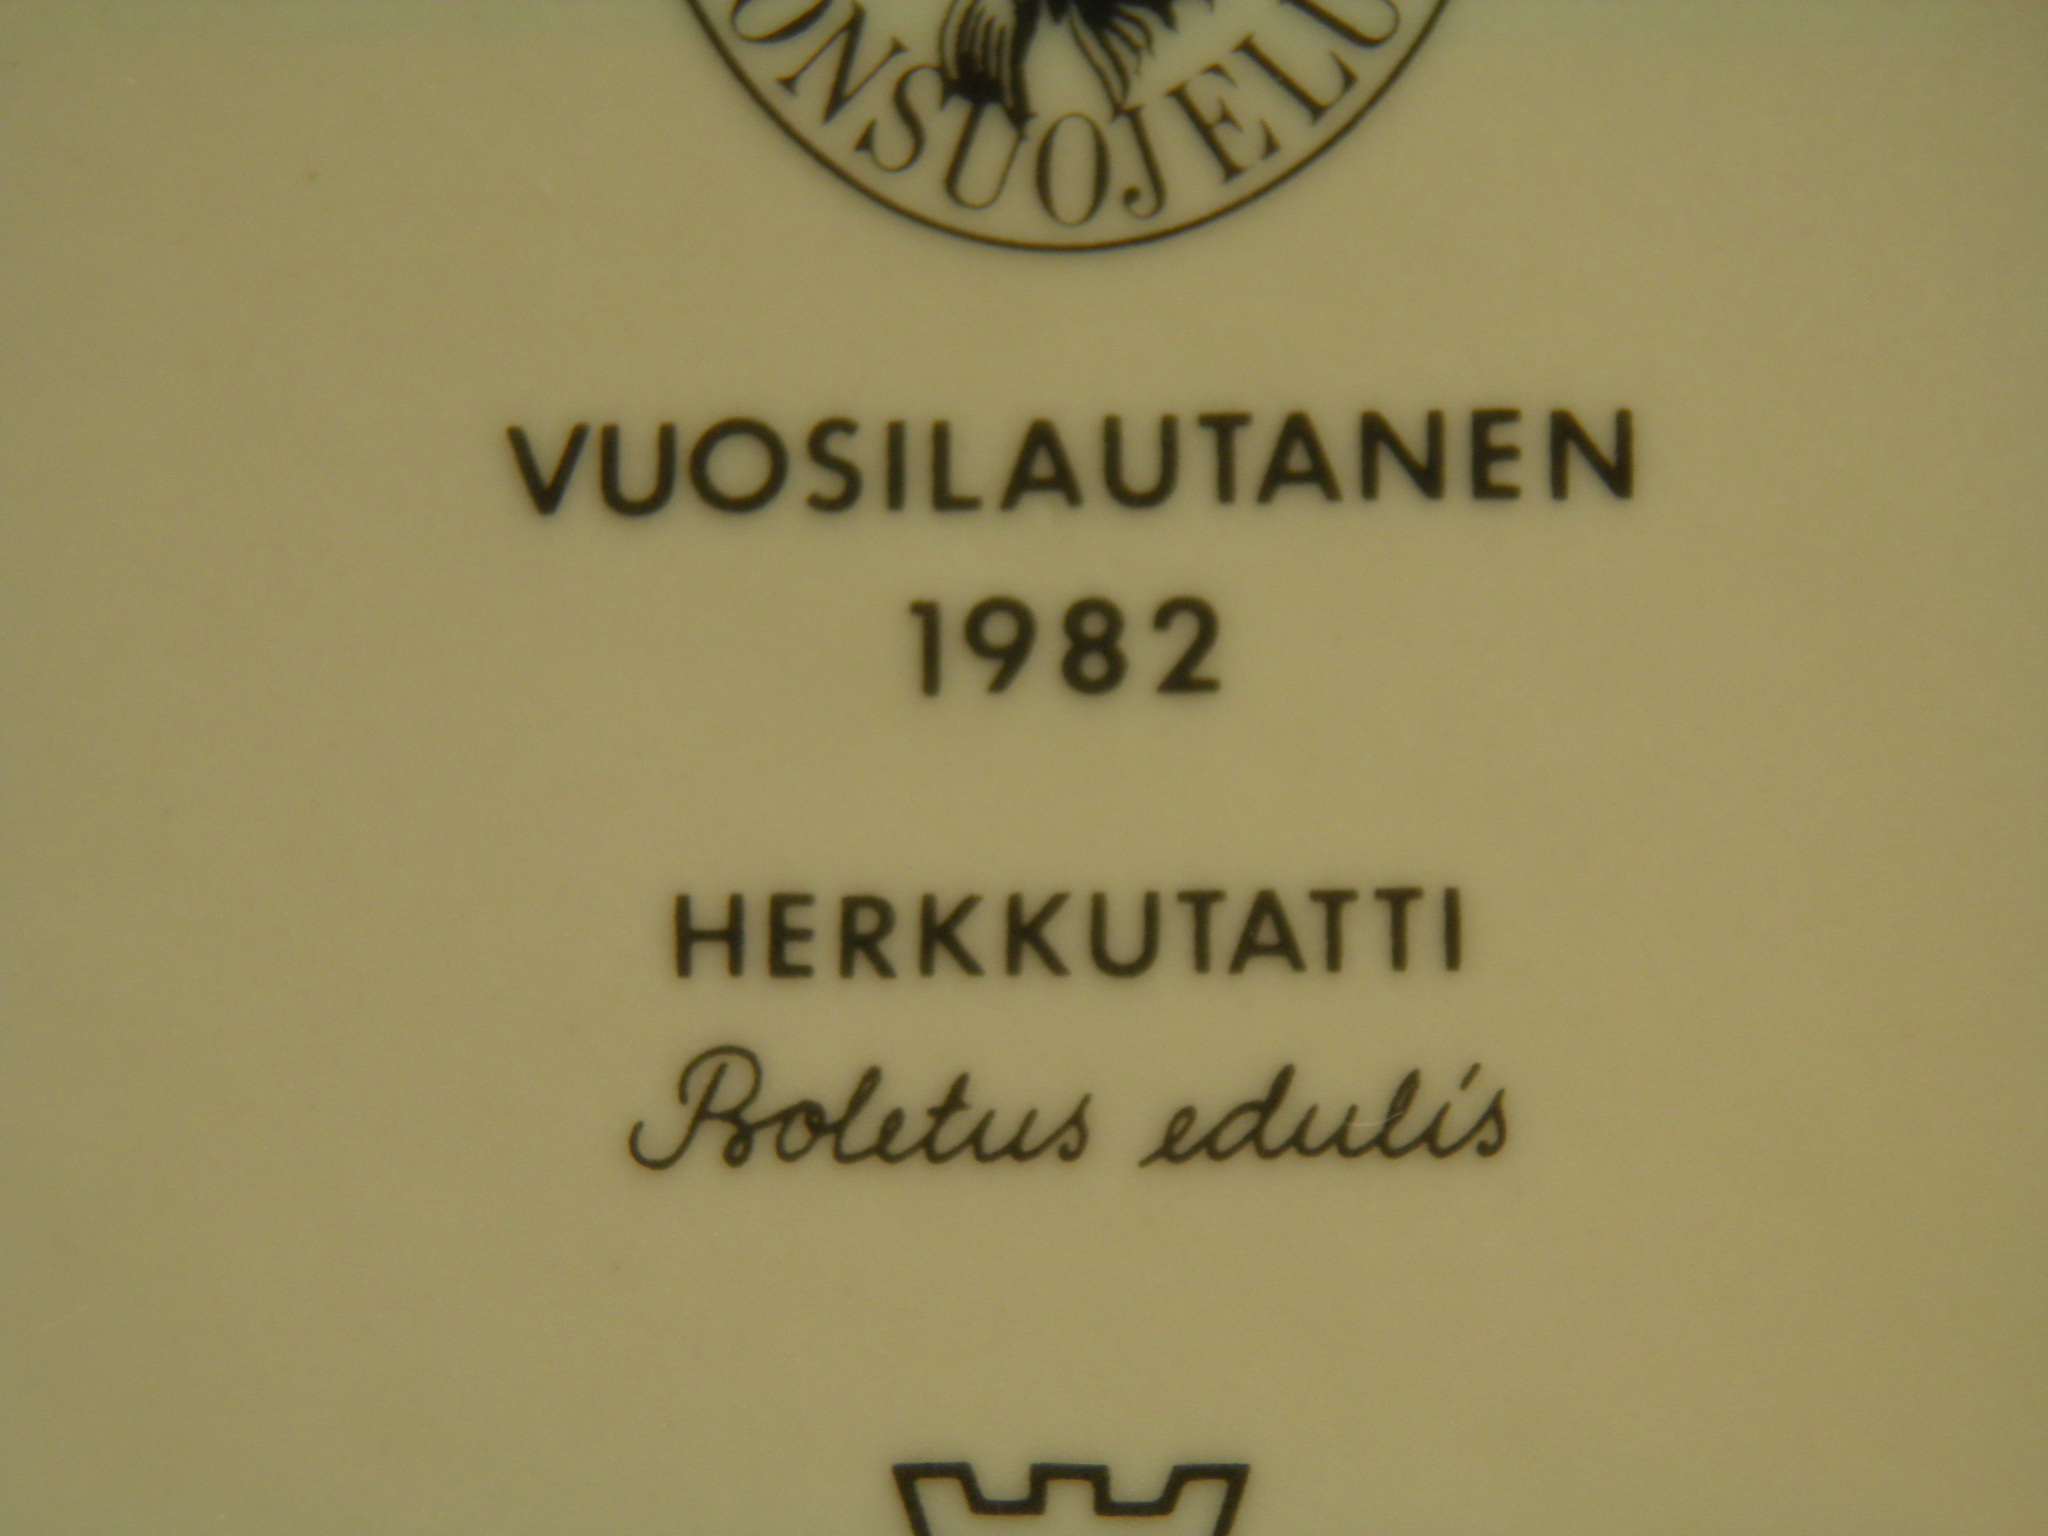 ONSUOJELU
VUOSILAUTANEN
1982
HERKKUTATTI
Boletus edulis